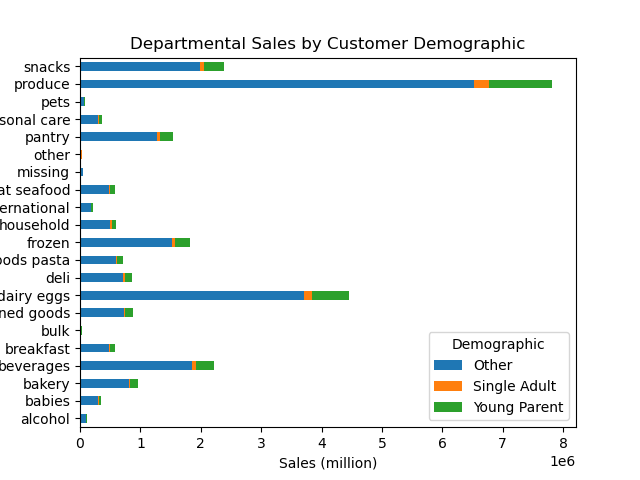 Departmental Sales by Customer Demographic
snacks
produce
pets
sonal care
pantry
other
missing
at seafood
ernational
household
frozen
oods pasta
deli
dairy eggs
ned goods
bulk
breakfast
beverages
bakery
babies
alcohol
Demographic
Other
Single Adult
Young Parent
0 1 2 3 4 5 6 7 8
1e6
Sales (million)